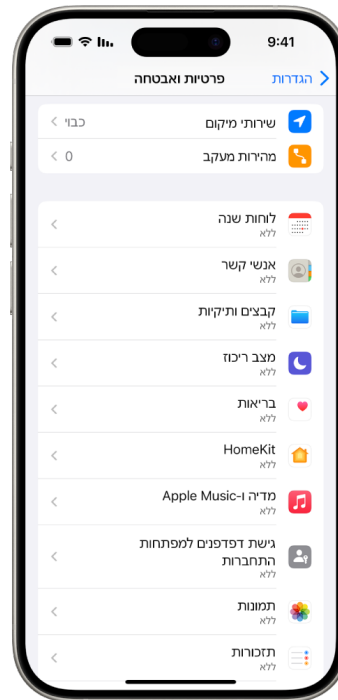 9:41
הגדרות
פרטיות ואבטחה
שירותי מיקום
כבוי
מהירות מעקב
0
לוחות שנה
ללא
אנשי קשר
ללא
קבצים ותיקיות
ללא
מצב ריכוז
ללא
בריאות
ללא
HomeKit
ללא
מדיה ו-Apple Music
ללא
גישת דפדפנים למפתחות
התחברות
ללא
תמונות
ללא
תזכורות
ללא